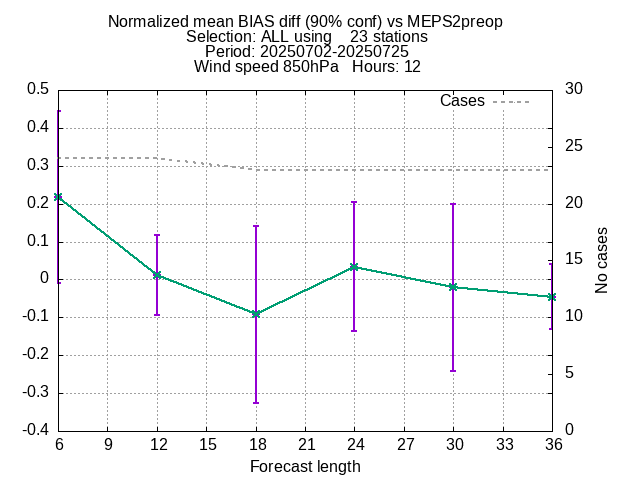 Normalized mean BIAS diff (90% conf) vs MEPS2preop
Selection: ALL using    23 stations
Period: 20250702-20250725
Wind speed 850hPa   Hours: 12
Cases
0.5
0.4
0.3
0.2
0.1
0
-0.1
-0.2
-0.3
-0.4
30
25
20
15
10
5
0
No cases
6 9 12 15 18 21 24 27 30 33 36
Forecast length